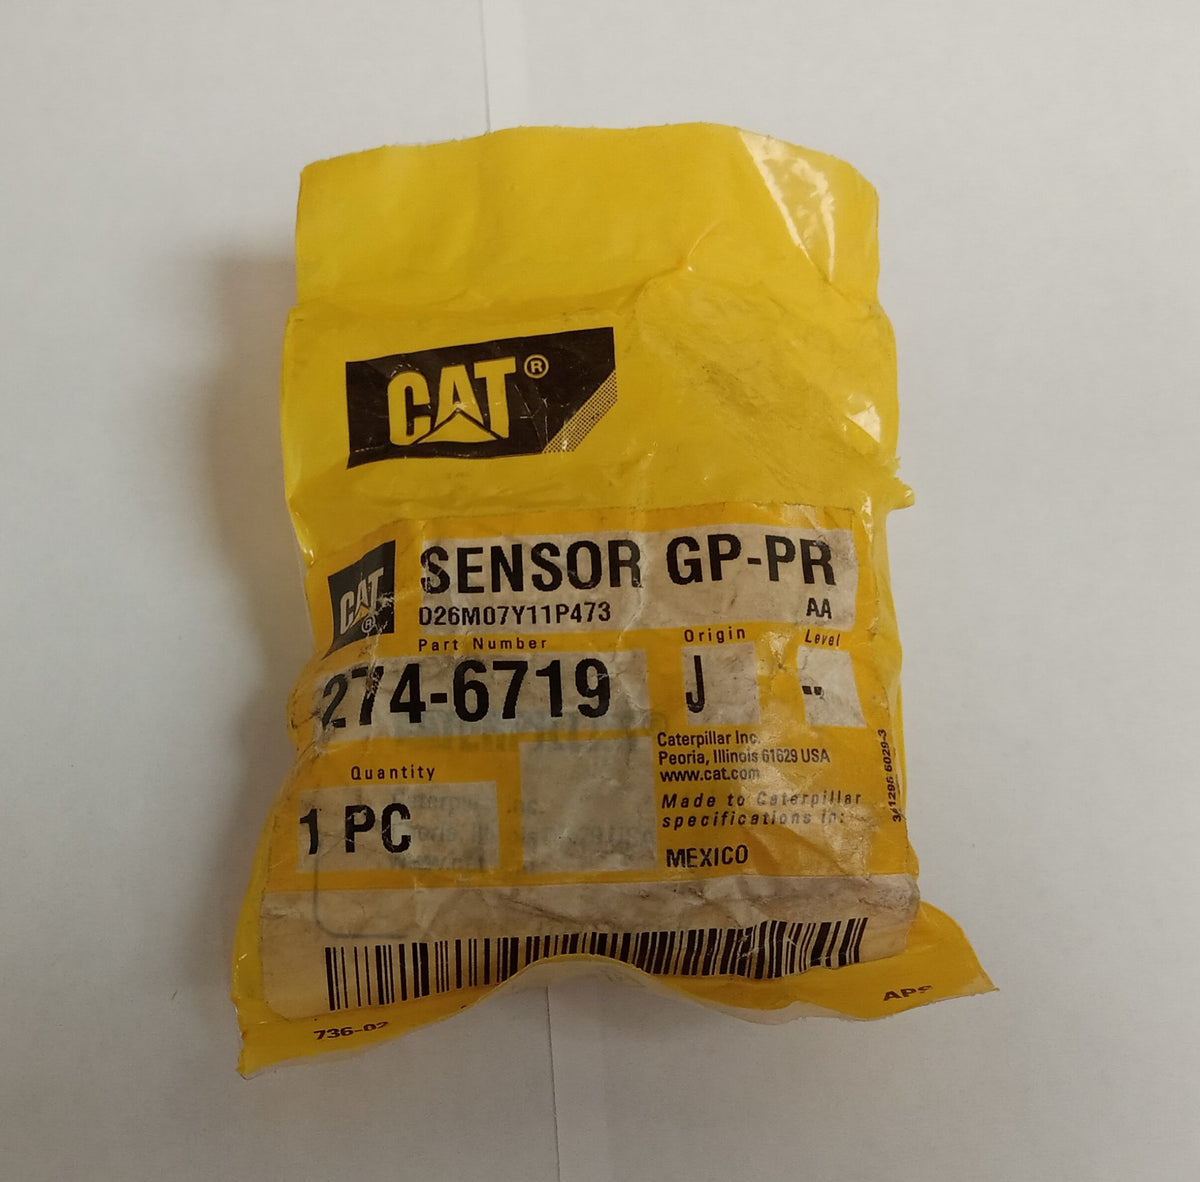 CAT®
CAT®
SENSOR GP-PR
D26M07Y11P473 AA
Part Number Origin Level
274-6719 J --
Caterpillar Inc.
Peoria, Illinois 61629 USA
www.cat.com
Quantity
1 PC
Made to Caterpillar
specifications in:
MEXICO
736-02
APS